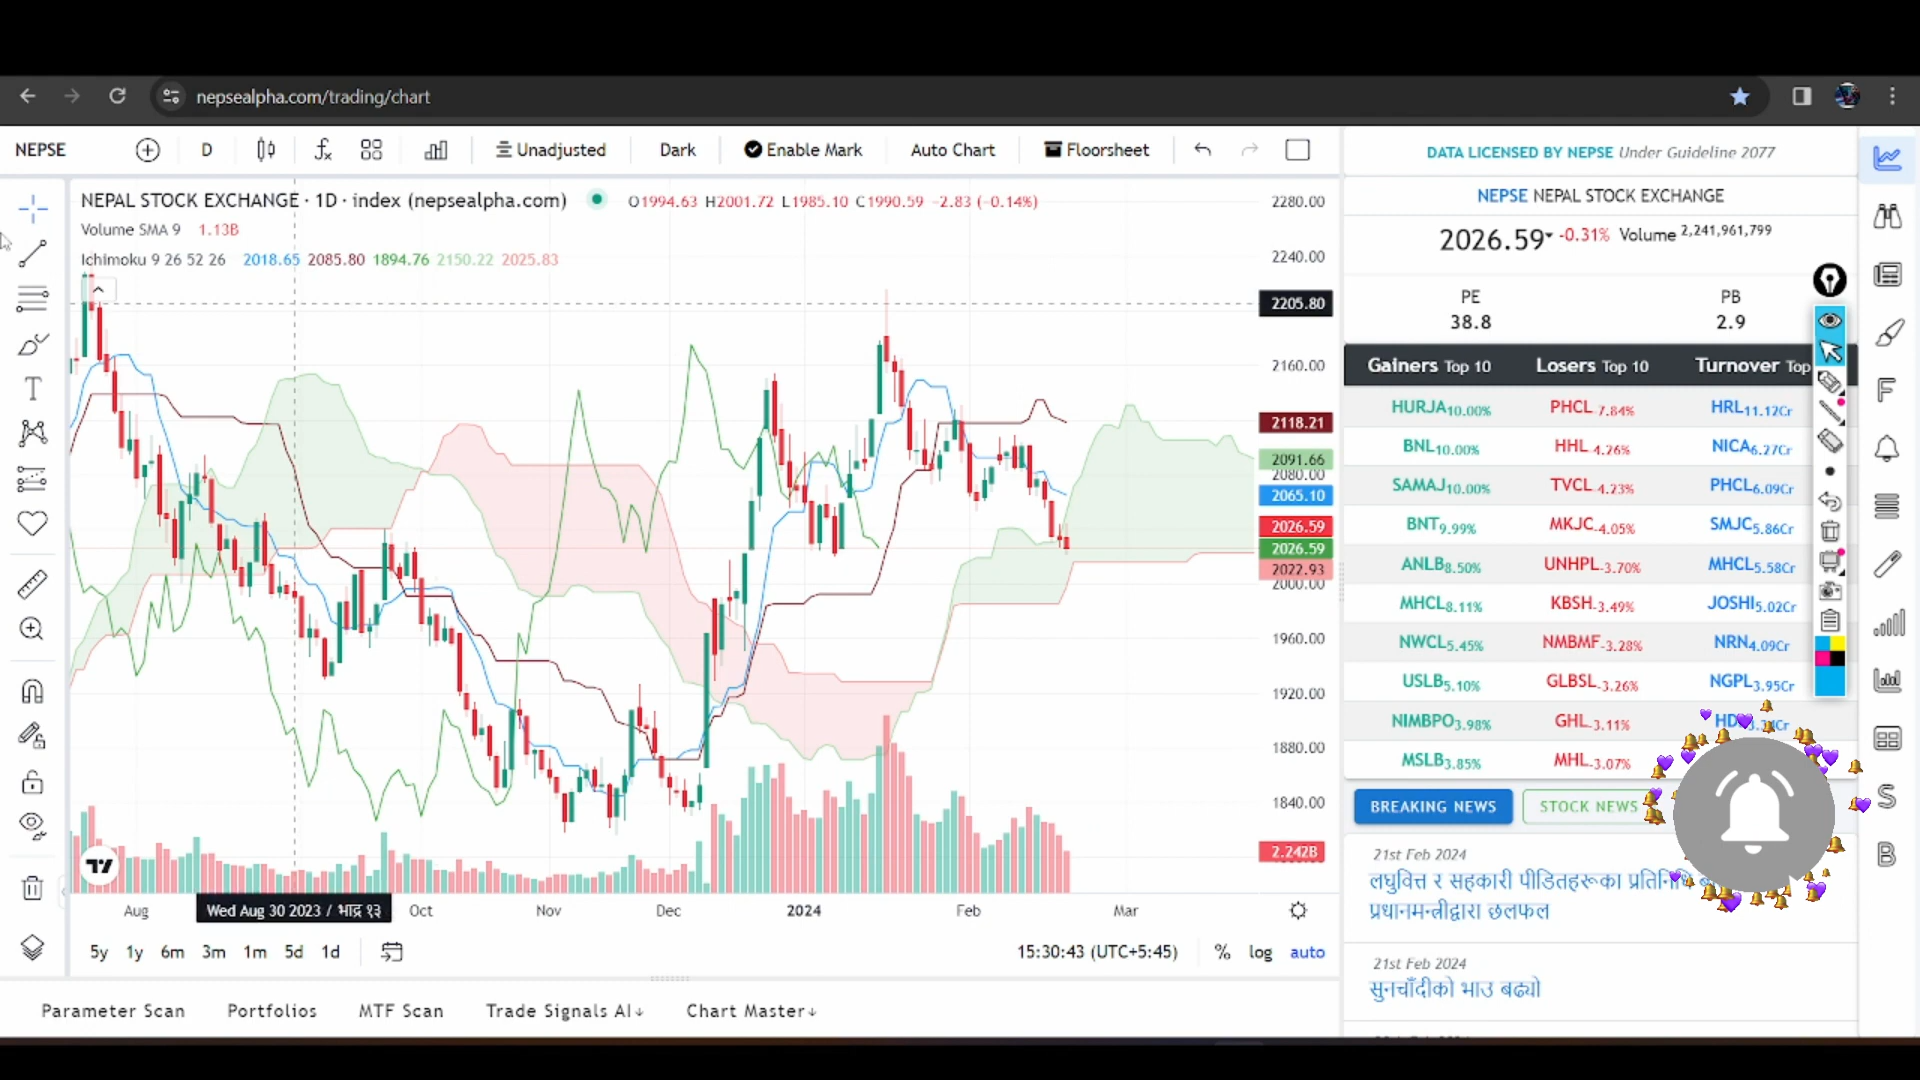 nepsealpha.com/trading/chart
NEPSE D Unadjusted Dark Enable Mark Auto Chart Floorsheet
NEPAL STOCK EXCHANGE · 1D · index (nepsealpha.com) O1994.63 H2001.72 L1985.10 C1990.59 -2.83 (-0.14%)
Volume SMA 9 1.13B
Ichimoku 9 26 52 26 2018.65 2085.80 1894.76 2150.22 2025.83
2280.00
2240.00
2205.80
2160.00
2118.21
2091.66
2080.00
2065.10
2026.59
2026.59
2022.93
2000.00
1960.00
1920.00
1880.00
1840.00
2.242B
Aug Wed Aug 30 2023 / भाद्र १३ Oct Nov Dec 2024 Feb Mar
5y 1y 6m 3m 1m 5d 1d 15:30:43 (UTC+5:45) % log auto
Parameter Scan Portfolios MTF Scan Trade Signals AI↓ Chart Master↓
DATA LICENSED BY NEPSE Under Guideline 2077
NEPSE NEPAL STOCK EXCHANGE
2026.59 -0.31% Volume 2,241,961,799
PE PB
38.8 2.9
Gainers Top 10 Losers Top 10 Turnover Top
HURJA10.00% PHCL-7.84% HRL11.12Cr
BNL10.00% HHL-4.26% NICA6.27Cr
SAMAJ10.00% TVCL-4.23% PHCL6.09Cr
BNT9.99% MKJC-4.05% SMJC5.86Cr
ANLB8.50% UNHPL-3.70% MHCL5.58Cr
MHCL8.11% KBSH-3.49% JOSHI5.02Cr
NWCL5.45% NMBMF-3.28% NRN4.09Cr
USLB5.10% GLBSL-3.26% NGPL3.95Cr
NIMBPO3.98% GHL-3.11%
MSLB3.85% MHL-3.07%
BREAKING NEWS STOCK NEWS
21st Feb 2024
लघुवित्त र सहकारी पीडितहरूका
प्रधानमन्त्रीद्वारा छलफल
21st Feb 2024
सुनचाँदीको भाउ बढ्यो
F
S
B